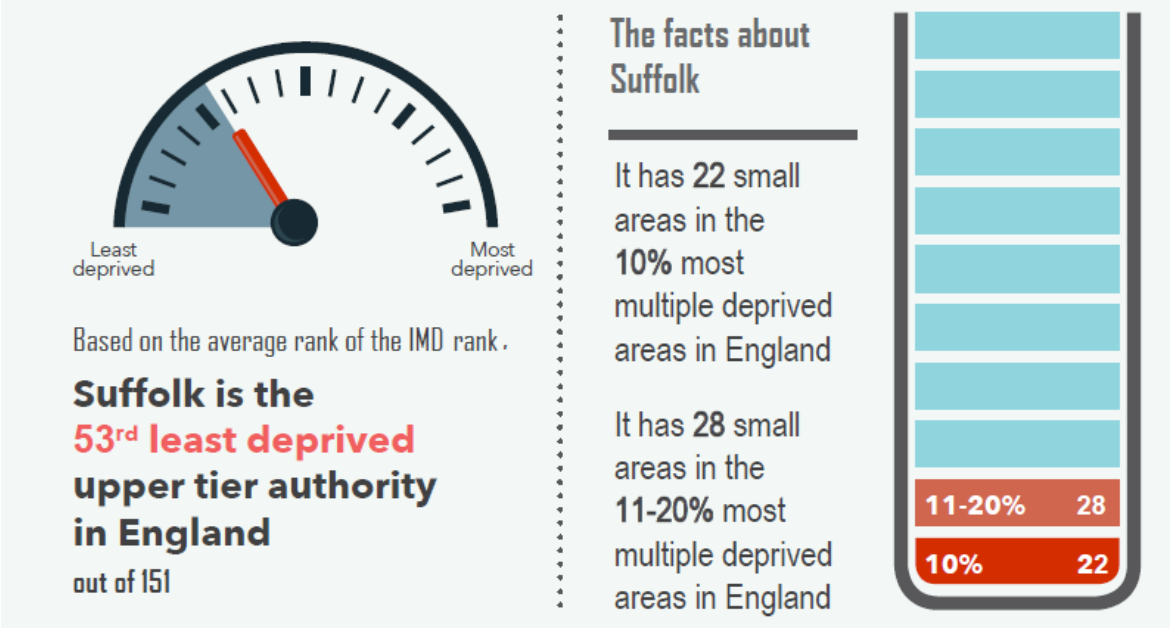 Least
deprived
Most
deprived
Based on the average rank of the IMD rank.
Suffolk is the
53rd least deprived
upper tier authority
in England
out of 151
The facts about
Suffolk
It has 22 small
areas in the
10% most
multiple deprived
areas in England
It has 28 small
areas in the
11-20% most
multiple deprived
areas in England
11-20% 28
10% 22